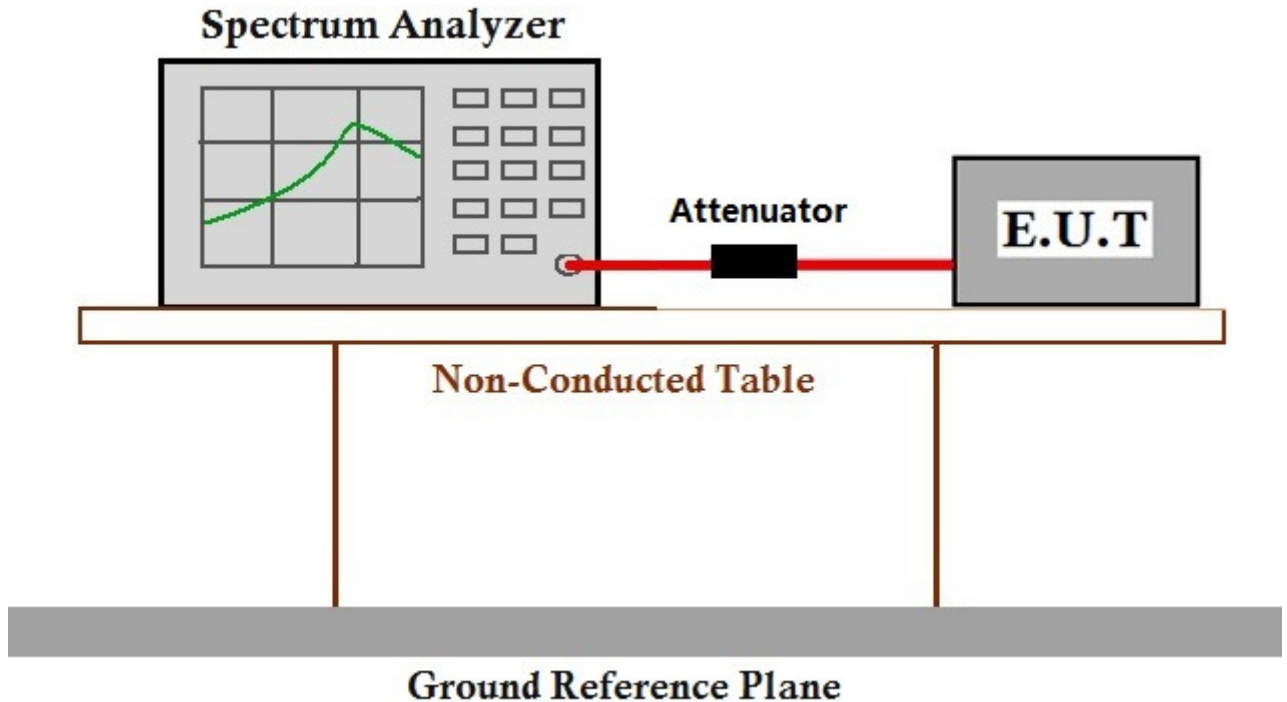 Spectrum Analyzer
Attenuator
E.U.T
Non-Conducted Table
Ground Reference Plane